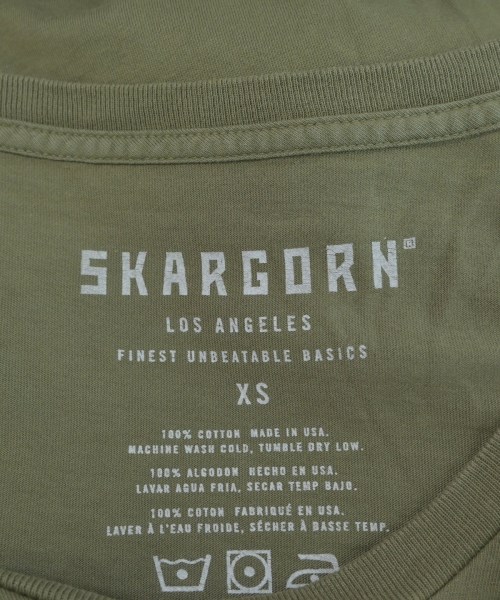 SKARGORN®
LOS ANGELES
FINEST UNBEATABLE BASICS
XS
100% COTTON MADE IN USA.
MACHINE WASH COLD, TUMBLE DRY LOW.
100% ALGODON HECHO EN USA.
LAVAR AGUA FRIA, SECAR TEMP BAJO.
100% COTON FABRIQUÉ EN USA.
LAVER À L'EAU FROIDE, SÉCHER À BASSE TEMP.